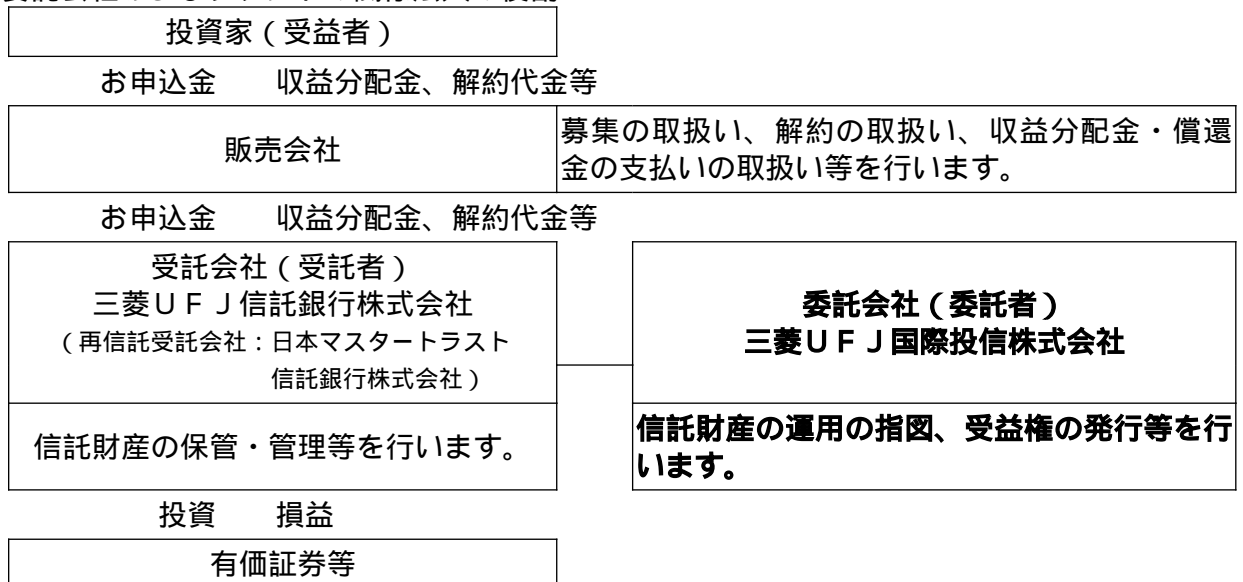 投資家（受益者）
お申込金　　収益分配金、解約代金等
販売会社
募集の取扱い、解約の取扱い、収益分配金・償還
金の支払いの取扱い等を行います。
お申込金　　収益分配金、解約代金等
受託会社（受託者）
三菱ＵＦＪ信託銀行株式会社
（再信託受託会社：日本マスタートラスト
信託銀行株式会社）
委託会社（委託者）
三菱ＵＦＪ国際投信株式会社
信託財産の保管・管理等を行います。
信託財産の運用の指図、受益権の発行等を行
います。
投資　　損益
有価証券等